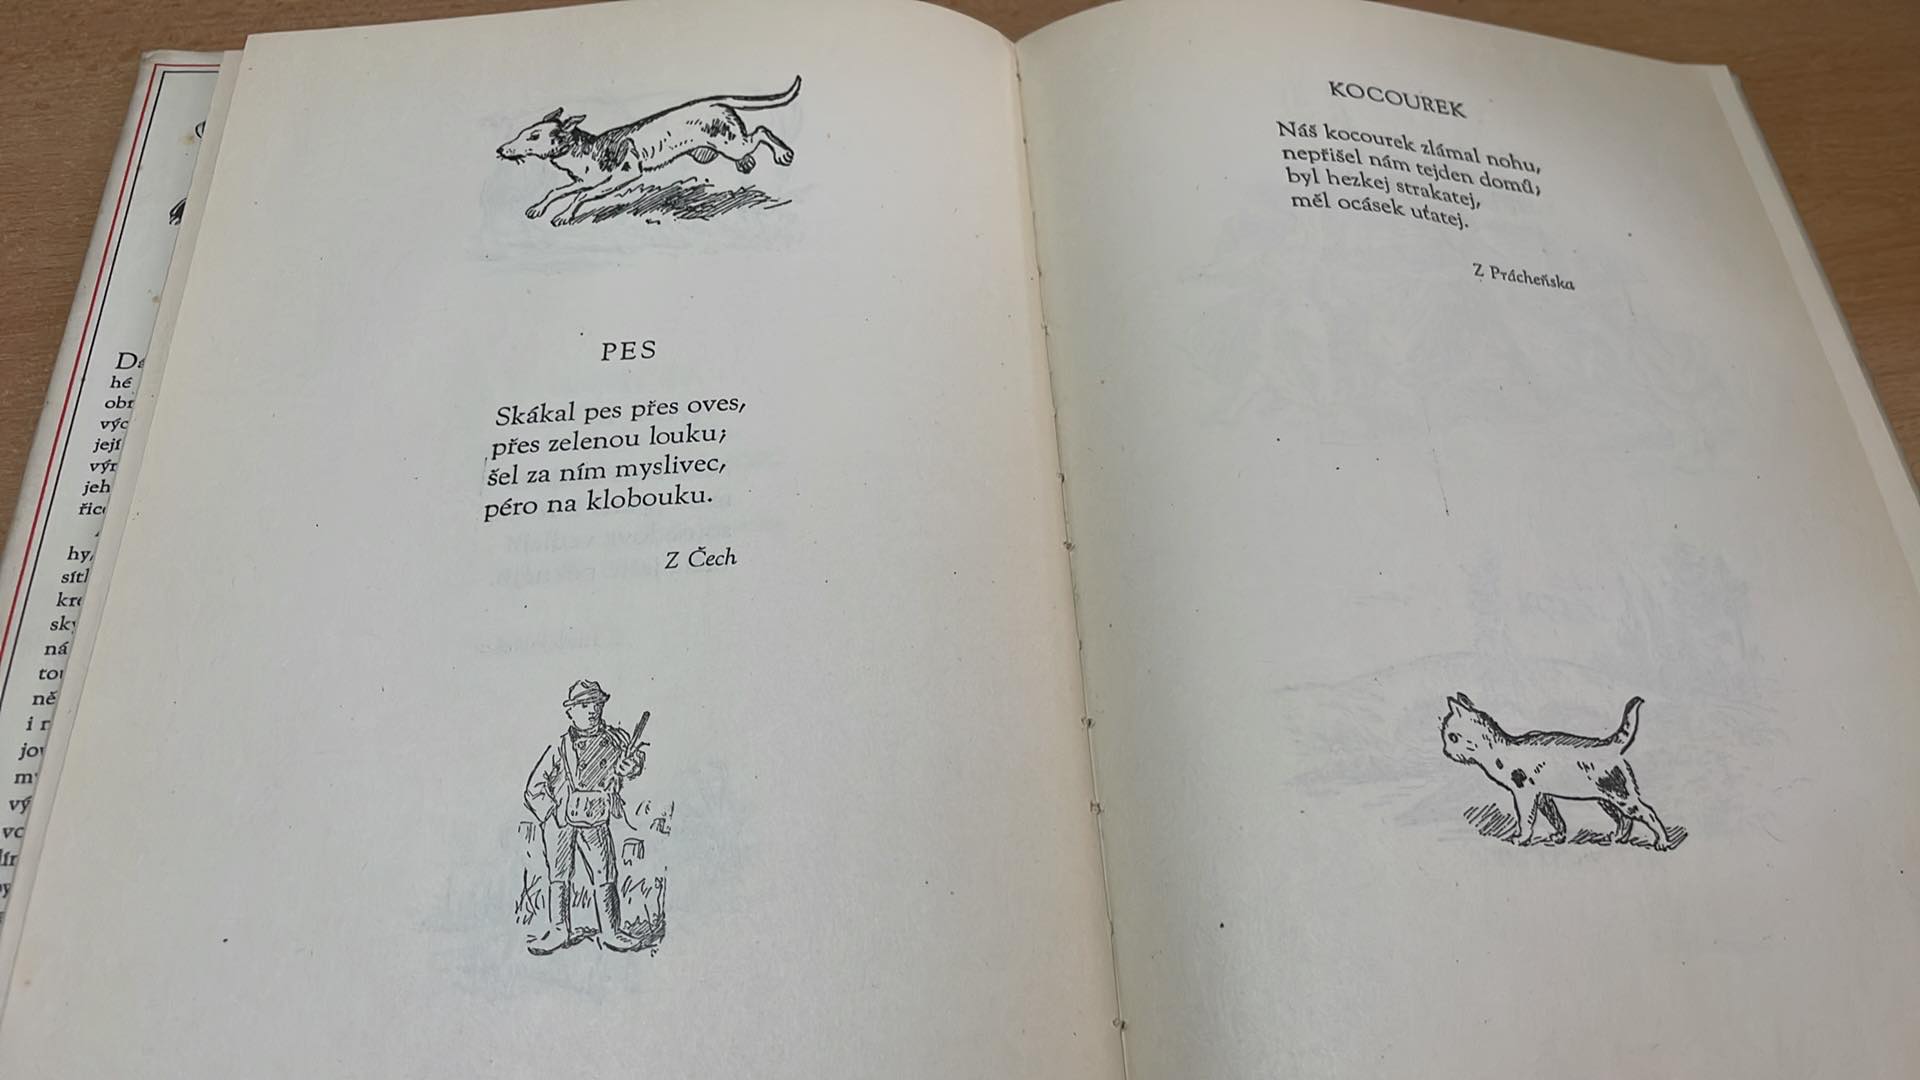 PES
Skákal pes přes oves,
přes zelenou louku;
šel za ním myslivec,
péro na klobouku.
Z Čech
KOCOUREK
Náš kocourek zlámal nohu,
nepřišel nám tejden domů;
byl hezkej strakatej,
měl ocásek uťatej.
Z Prácheňska